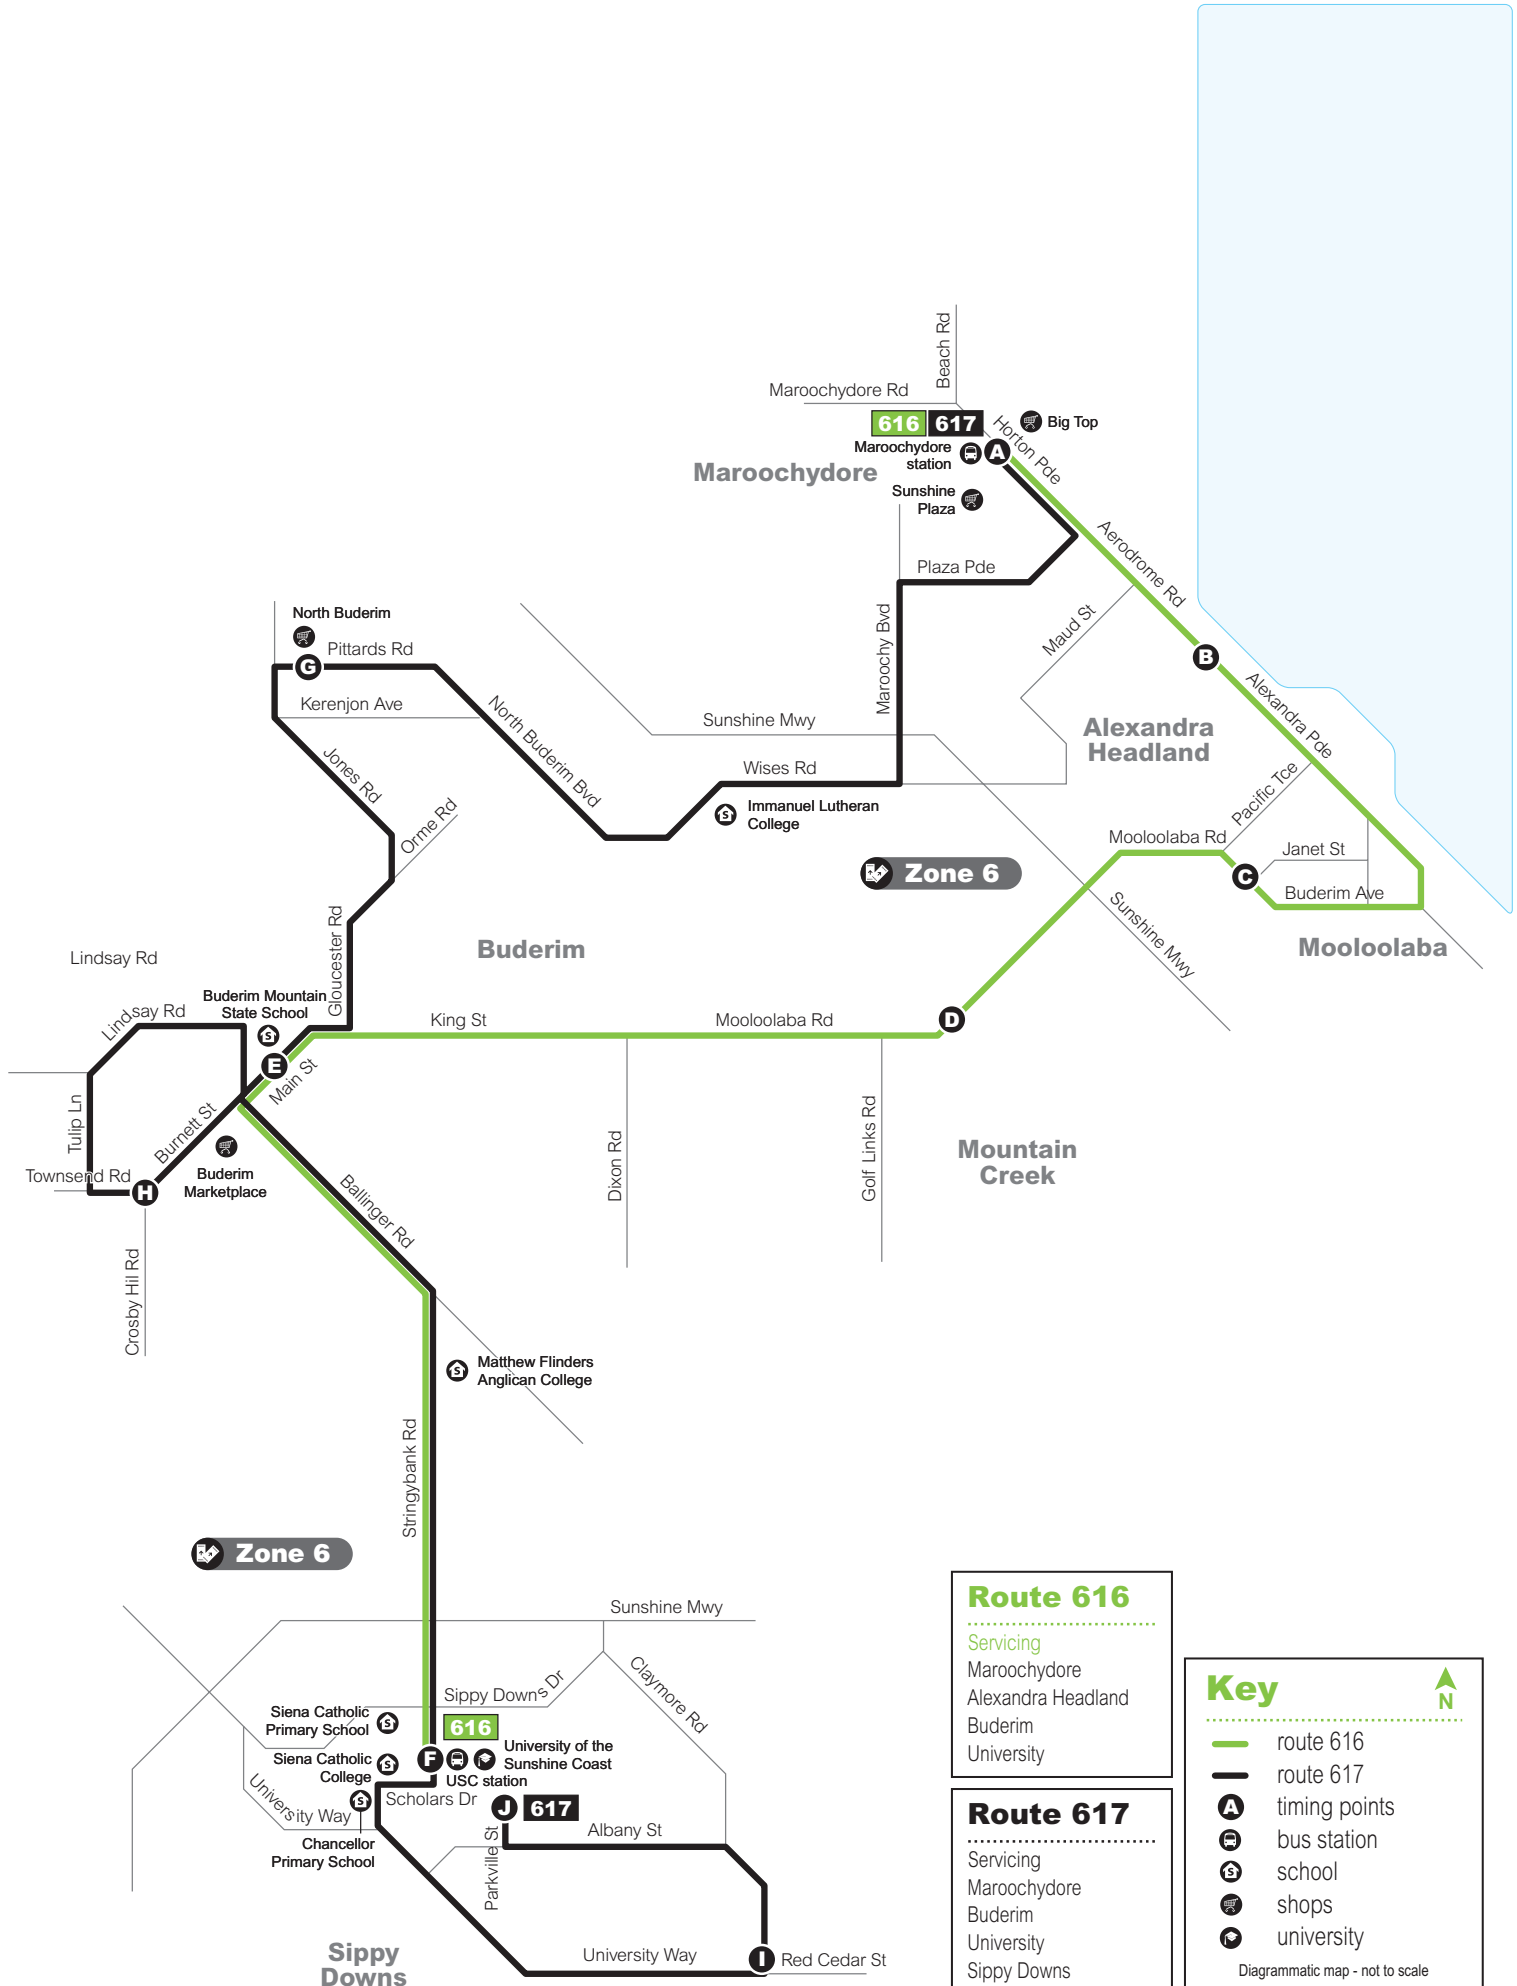 Beach Rd
Maroochydore Rd
616
617
Horton Pde
Big Top
Maroochydore
station
A
Maroochydore
Sunshine
Plaza
Aerodrome Rd
Plaza Pde
Maroochy Bvd
Maud St
North Buderim
Pittards Rd
G
B
Kerenjon Ave
North Buderim Bvd
Sunshine Mwy
Alexandra Pde
Alexandra
Headland
Jones Rd
Wises Rd
Pacific Tce
Orme Rd
S
Immanuel Lutheran
College
Mooloolaba Rd
Janet St
Zone 6
C
Buderim Ave
Sunshine Mwy
Gloucester Rd
Buderim
Mooloolaba
Lindsay Rd
Lindsay Rd
Buderim Mountain
State School
S
King St
Mooloolaba Rd
D
E
Main St
Tulip Ln
Burnett St
Townsend Rd
H
Buderim
Marketplace
Ballinger Rd
Dixon Rd
Golf Links Rd
Mountain
Creek
Crosby Hil Rd
S
Matthew Flinders
Anglican College
Stringybank Rd
Zone 6
Sunshine Mwy
Sippy Downs Dr
Claymore Rd
Siena Catholic
Primary School
S
616
Siena Catholic
College
S
F
University of the
Sunshine Coast
USC station
University Way
S
Scholars Dr
J
617
Chancellor
Primary School
Parkville St
Albany St
Sippy
Downs
University Way
I
Red Cedar St
Route 616
Servicing
Maroochydore
Alexandra Headland
Buderim
University
Route 617
Servicing
Maroochydore
Buderim
University
Sippy Downs
Key
N
route 616
route 617
A
timing points
bus station
S
school
shops
university
Diagrammatic map - not to scale